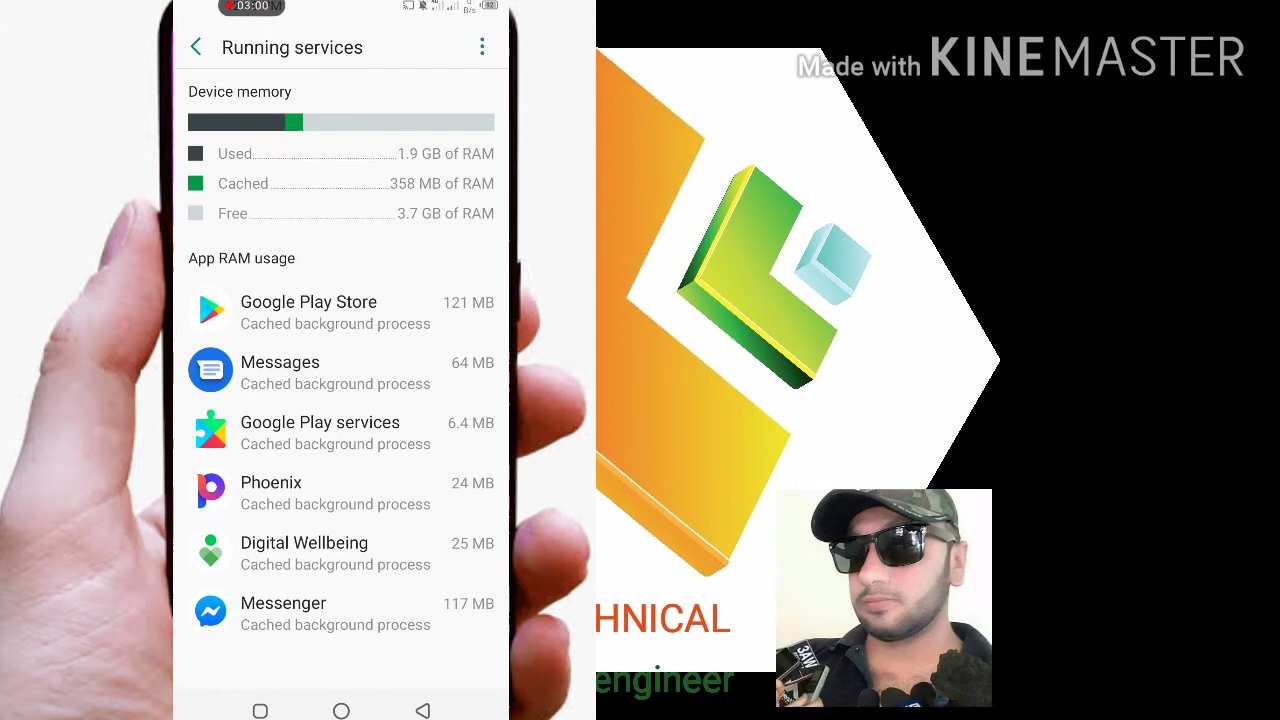 03:00
0
B/s
92
Running services
Device memory
Used 1.9 GB of RAM
Cached 358 MB of RAM
Free 3.7 GB of RAM
App RAM usage
Google Play Store 121 MB
Cached background process
Messages 64 MB
Cached background process
Google Play services 6.4 MB
Cached background process
Phoenix 24 MB
Cached background process
Digital Wellbeing 25 MB
Cached background process
Messenger 117 MB
Cached background process
Made with KINEMASTER
HNICAL
engineer
3AW